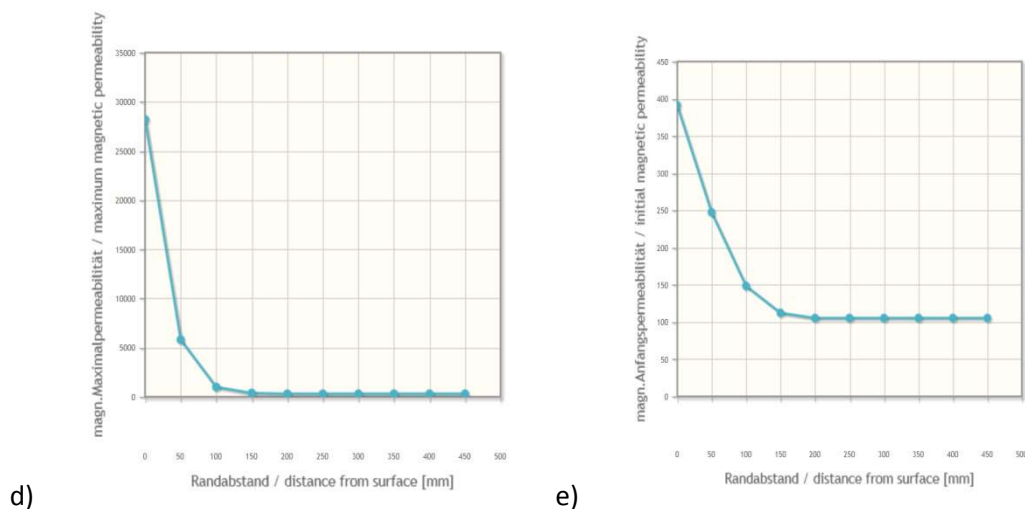 magn.Maximalpermeabilität / maximum magnetic permeability
35000
30000
25000
20000
15000
10000
5000
0
0 50 100 150 200 250 300 350 400 450 500
Randabstand / distance from surface [mm]
d)
magn.Anfangspermeabilität / initial magnetic permeability
450
400
350
300
250
200
150
100
50
0
0 50 100 150 200 250 300 350 400 450 500
Randabstand / distance from surface [mm]
e)